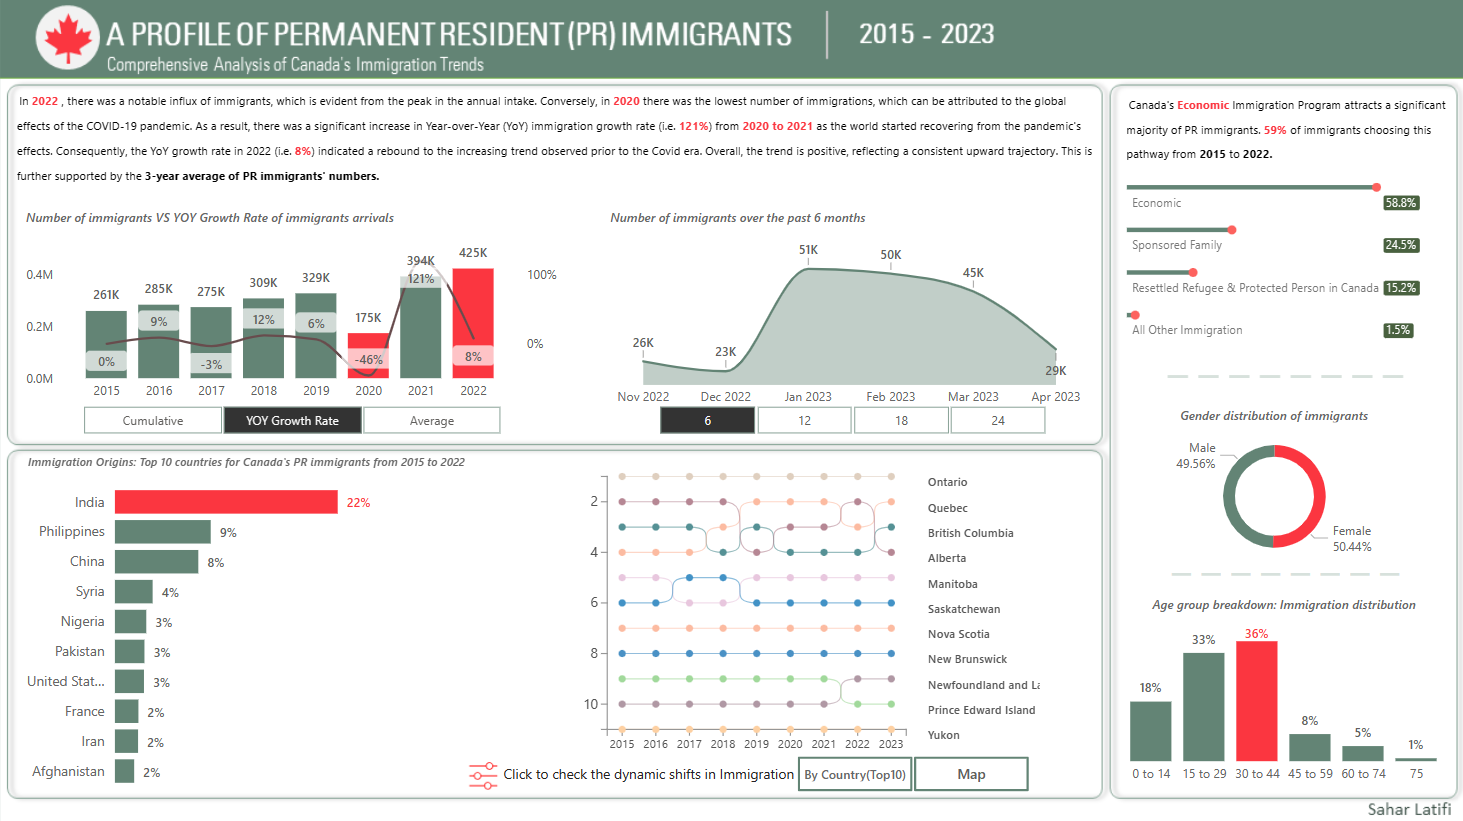 A PROFILE OF PERMANENT RESIDENT (PR) IMMIGRANTS
2015 - 2023
Comprehensive Analysis of Canada's Immigration Trends
In 2022 , there was a notable influx of immigrants, which is evident from the peak in the annual intake. Conversely, in 2020 there was the lowest number of immigrations, which can be attributed to the global
effects of the COVID-19 pandemic. As a result, there was a significant increase in Year-over-Year (YoY) immigration growth rate (i.e. 121%) from 2020 to 2021 as the world started recovering from the pandemic's
effects. Consequently, the YoY growth rate in 2022 (i.e. 8%) indicated a rebound to the increasing trend observed prior to the Covid era. Overall, the trend is positive, reflecting a consistent upward trajectory. This is
further supported by the 3-year average of PR immigrants' numbers.
Number of immigrants VS YOY Growth Rate of immigrants arrivals
0.4M
0.2M
0.0M
261K
285K
275K
309K
329K
175K
394K
425K
0%
9%
-3%
12%
6%
-46%
121%
8%
100%
0%
2015 2016 2017 2018 2019 2020 2021 2022
Cumulative
YOY Growth Rate
Average
Number of immigrants over the past 6 months
26K
23K
51K
50K
45K
29K
Nov 2022 Dec 2022 Jan 2023 Feb 2023 Mar 2023 Apr 2023
6
12
18
24
Immigration Origins: Top 10 countries for Canada's PR immigrants from 2015 to 2022
India 22%
Philippines 9%
China 8%
Syria 4%
Nigeria 3%
Pakistan 3%
United Stat... 3%
France 2%
Iran 2%
Afghanistan 2%
2
4
6
8
10
2015 2016 2017 2018 2019 2020 2021 2022 2023
Ontario
Quebec
British Columbia
Alberta
Manitoba
Saskatchewan
Nova Scotia
New Brunswick
Newfoundland and La
Prince Edward Island
Yukon
Click to check the dynamic shifts in Immigration
By Country(Top10)
Map
Canada's Economic Immigration Program attracts a significant
majority of PR immigrants. 59% of immigrants choosing this
pathway from 2015 to 2022.
Economic 58.8%
Sponsored Family 24.5%
Resettled Refugee & Protected Person in Canada 15.2%
All Other Immigration 1.5%
Gender distribution of immigrants
Male
49.56%
Female
50.44%
Age group breakdown: Immigration distribution
18%
33%
36%
8%
5%
1%
0 to 14 15 to 29 30 to 44 45 to 59 60 to 74 75
Sahar Latifi